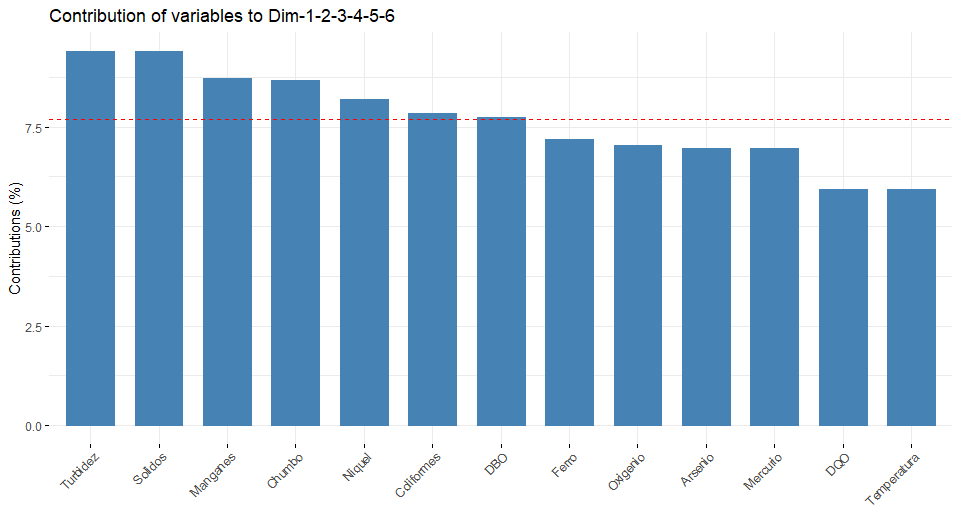 Contribution of variables to Dim-1-2-3-4-5-6
Contributions (%)
7.5
5.0
2.5
0.0
Turbidez
Solidos
Manganes
Chumbo
Niquel
Coliformes
DBO
Ferro
Oxigenio
Arsenio
Mercurio
DQO
Temperatura